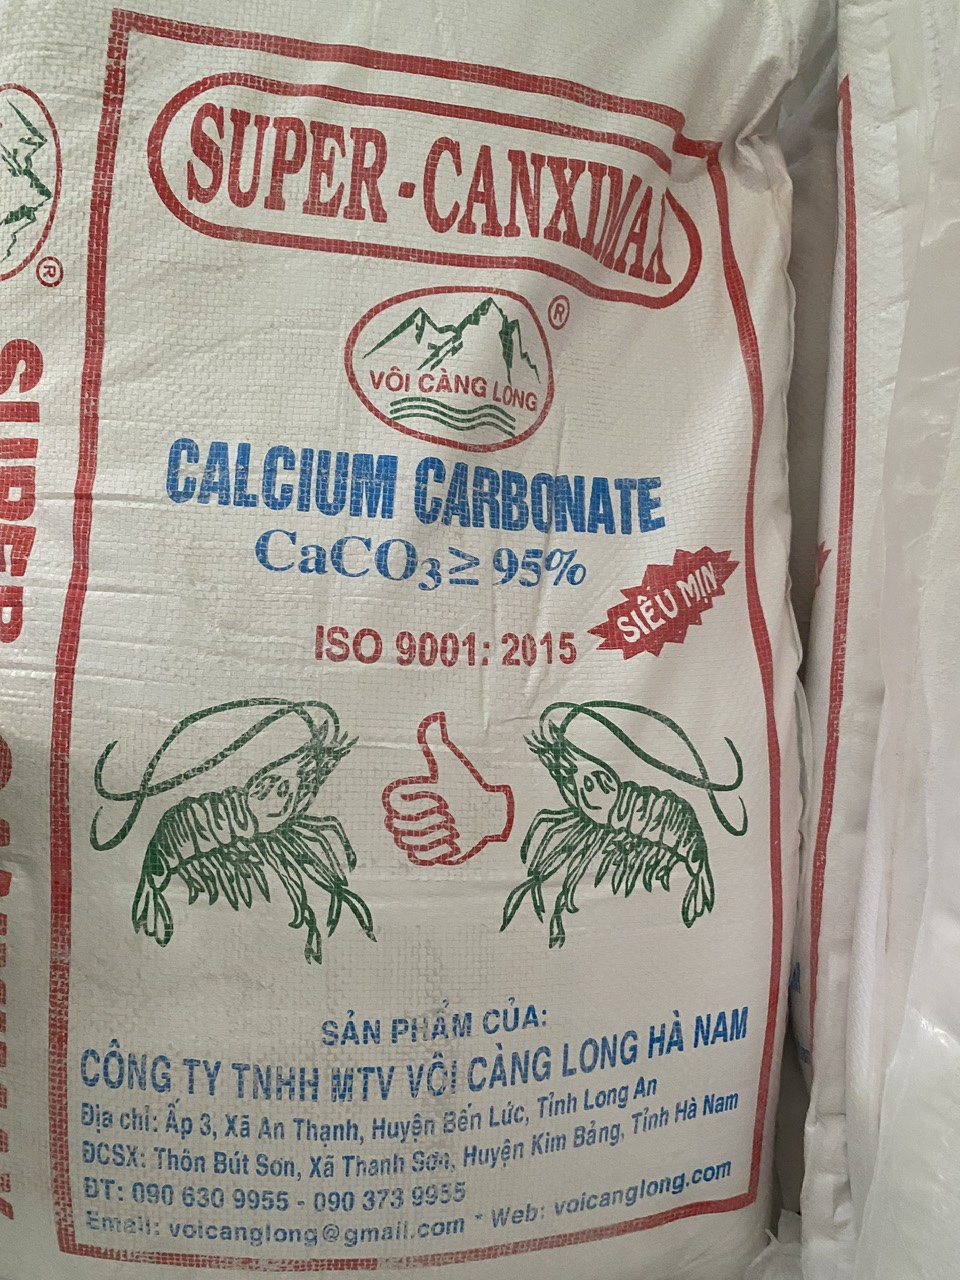 SUPER-CANXIMAX
®
VÔI CÀNG LONG
®
CALCIUM CARBONATE
CaCO3 ≥ 95%
SIÊU MỊN
ISO 9001: 2015
SẢN PHẨM CỦA:
CÔNG TY TNHH MTV VÔI CÀNG LONG HÀ NAM
Địa chỉ: Ấp 3, Xã An Thạnh, Huyện Bến Lức, Tỉnh Long An
ĐCSX: Thôn Bút Sơn, Xã Thanh Sơn, Huyện Kim Bảng, Tỉnh Hà Nam
ĐT: 090 630 9955 - 090 373 9955
Email: voicanglong@gmail.com * Web: voicanglong.com
SUPER